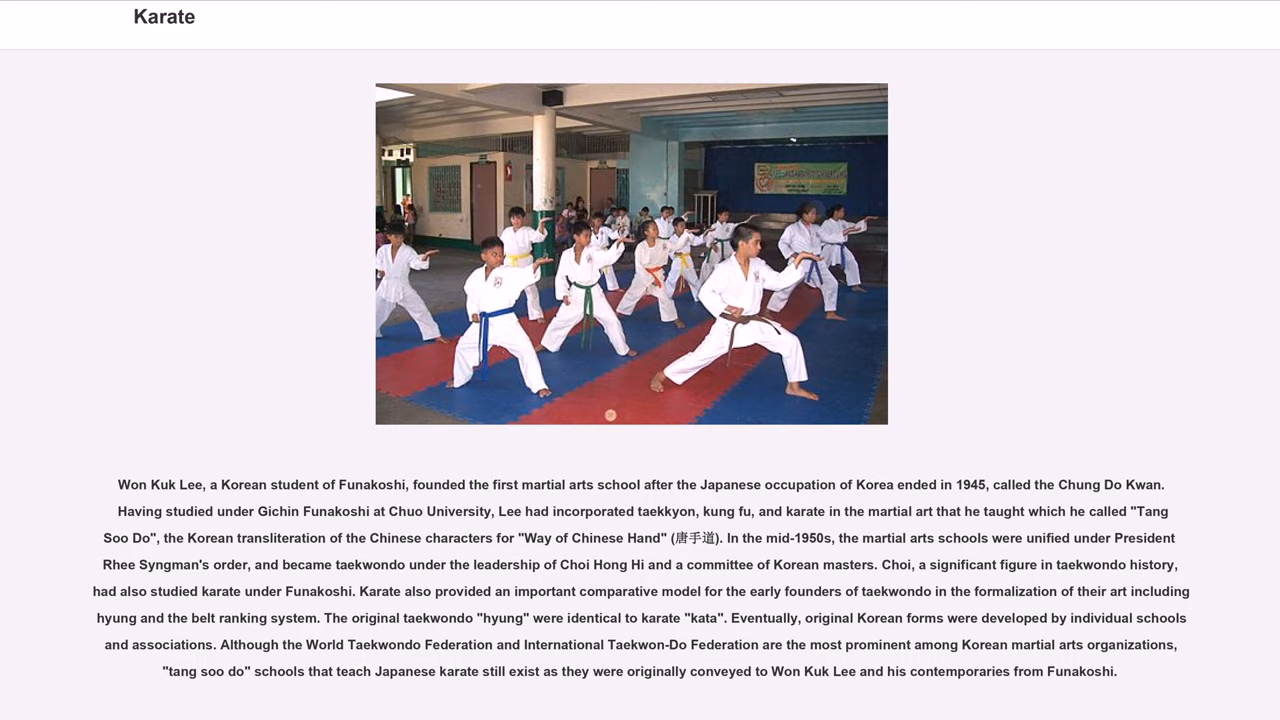 Karate
Won Kuk Lee, a Korean student of Funakoshi, founded the first martial arts school after the Japanese occupation of Korea ended in 1945, called the Chung Do Kwan.
Having studied under Gichin Funakoshi at Chuo University, Lee had incorporated taekkyon, kung fu, and karate in the martial art that he taught which he called "Tang
Soo Do", the Korean transliteration of the Chinese characters for "Way of Chinese Hand" (唐手道). In the mid-1950s, the martial arts schools were unified under President
Rhee Syngman's order, and became taekwondo under the leadership of Choi Hong Hi and a committee of Korean masters. Choi, a significant figure in taekwondo history,
had also studied karate under Funakoshi. Karate also provided an important comparative model for the early founders of taekwondo in the formalization of their art including
hyung and the belt ranking system. The original taekwondo "hyung" were identical to karate "kata". Eventually, original Korean forms were developed by individual schools
and associations. Although the World Taekwondo Federation and International Taekwon-Do Federation are the most prominent among Korean martial arts organizations,
"tang soo do" schools that teach Japanese karate still exist as they were originally conveyed to Won Kuk Lee and his contemporaries from Funakoshi.